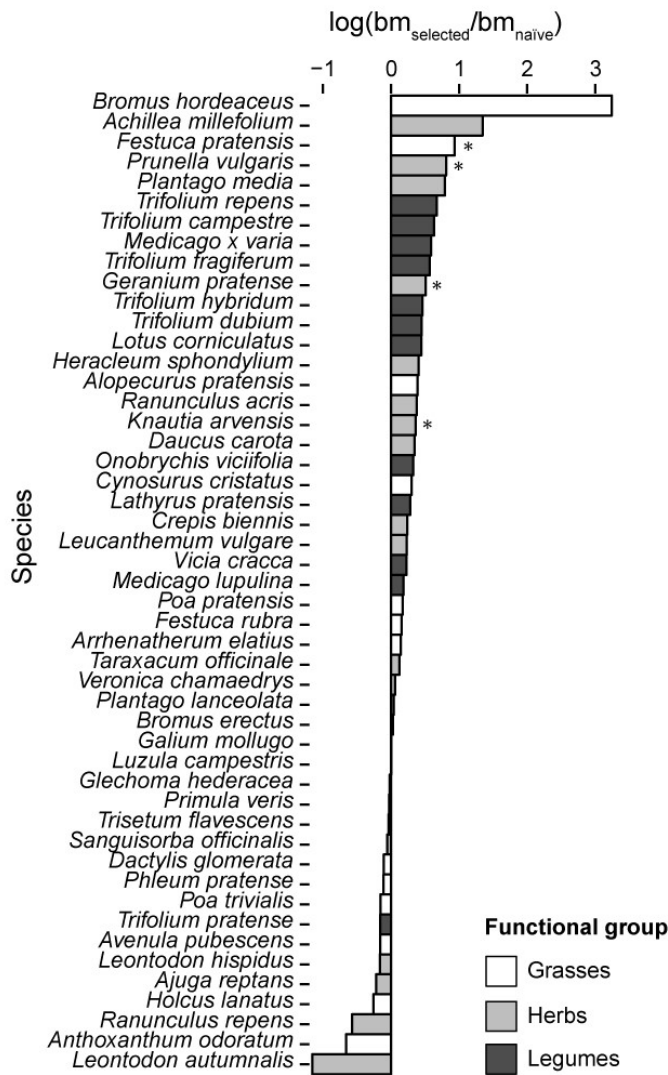 log(bm selected/bm naïve)
−1 0 1 2 3
Bromus hordeaceus
Achillea millefolium
Festuca pratensis *
Prunella vulgaris *
Plantago media
Trifolium repens
Trifolium campestre
Medicago x varia
Trifolium fragiferum
Geranium pratense *
Trifolium hybridum
Trifolium dubium
Lotus corniculatus
Heracleum sphondylium
Alopecurus pratensis
Ranunculus acris
Knautia arvensis *
Daucus carota
Onobrychis viciifolia
Cynosurus cristatus
Lathyrus pratensis
Crepis biennis
Leucanthemum vulgare
Vicia cracca
Medicago lupulina
Poa pratensis
Festuca rubra
Arrhenatherum elatius
Taraxacum officinale
Veronica chamaedrys
Plantago lanceolata
Bromus erectus
Galium mollugo
Luzula campestris
Glechoma hederacea
Primula veris
Trisetum flavescens
Sanguisorba officinalis
Dactylis glomerata
Phleum pratense
Poa trivialis
Trifolium pratense
Avenula pubescens
Leontodon hispidus
Ajuga reptans
Holcus lanatus
Ranunculus repens
Anthoxanthum odoratum
Leontodon autumnalis
Species
Functional group
Grasses
Herbs
Legumes